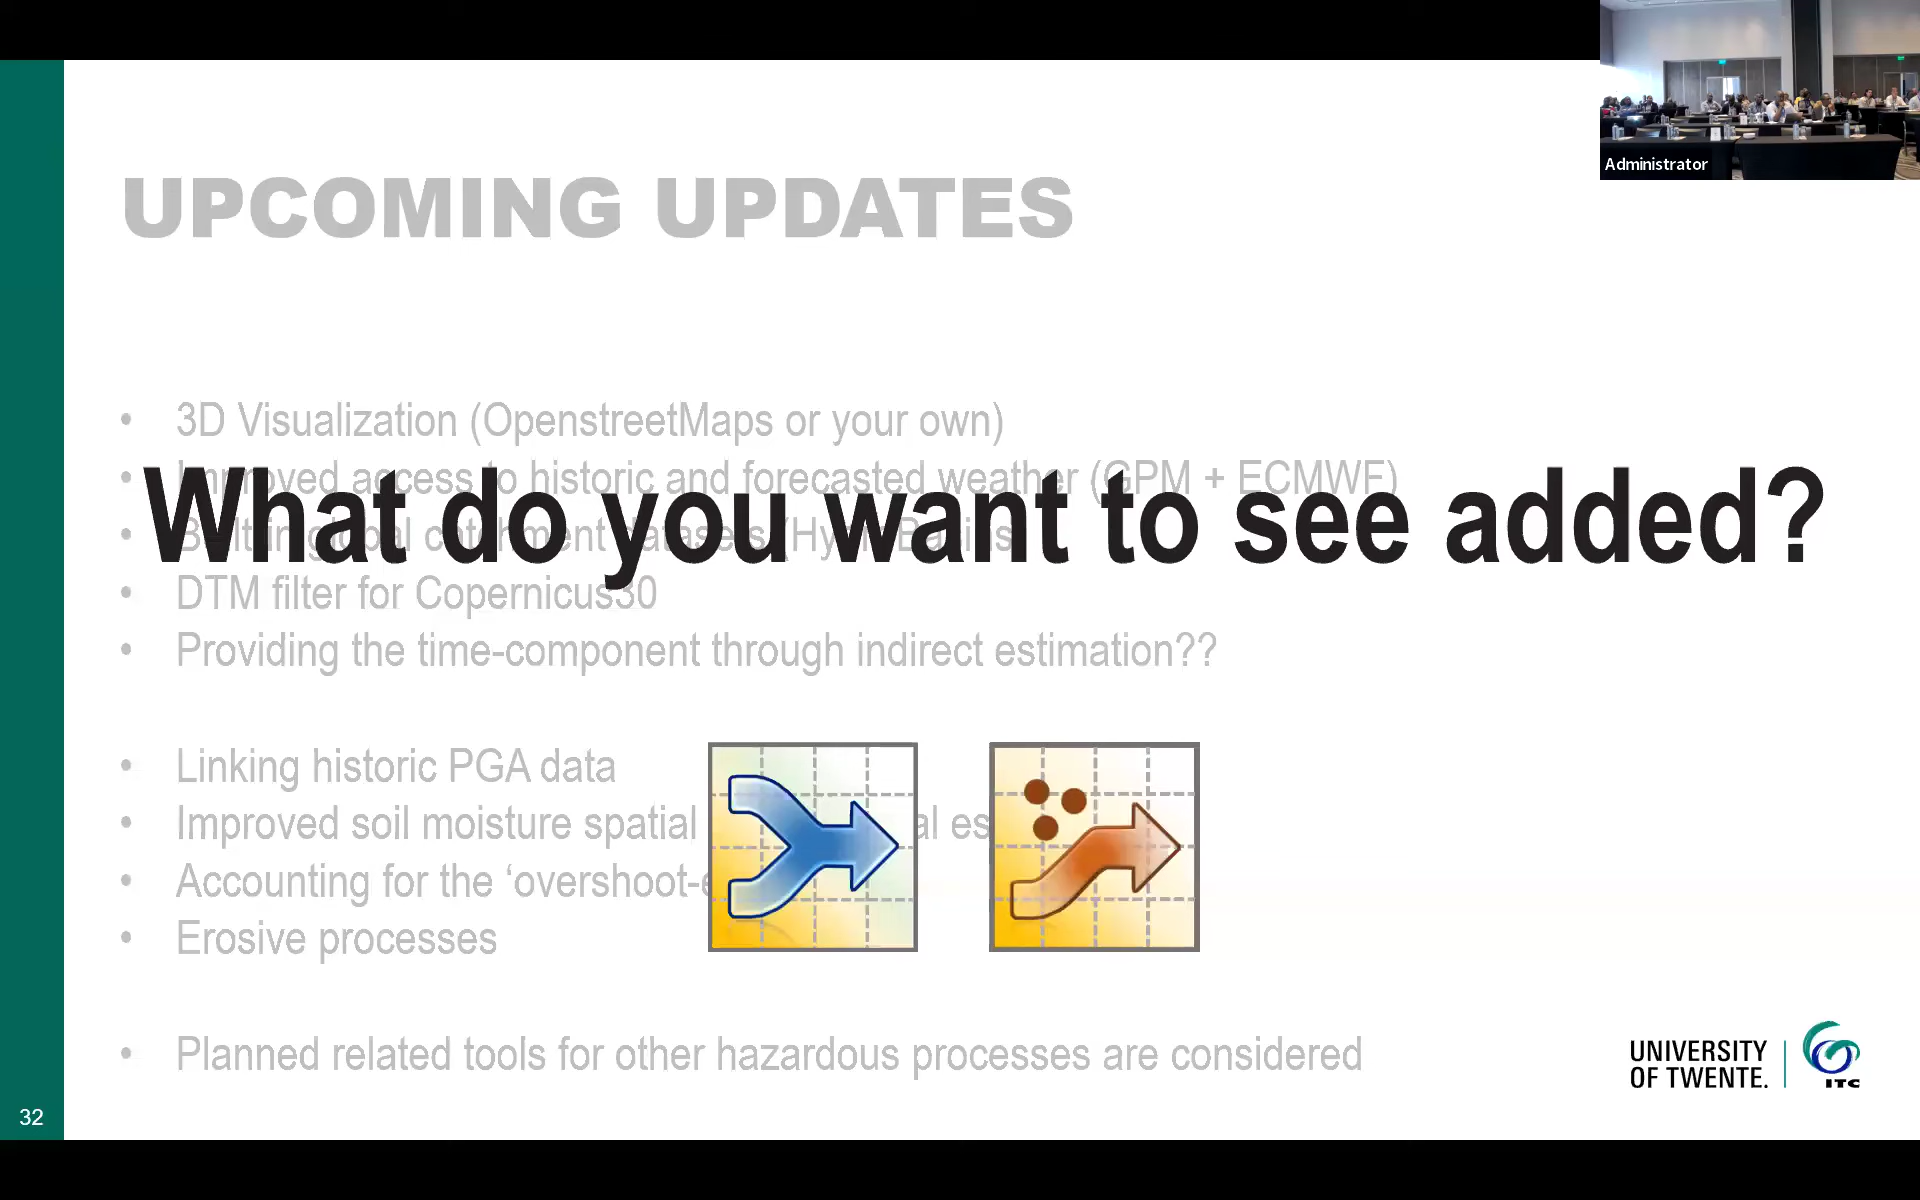 Administrator
UPCOMING UPDATES
• 3D Visualization (OpenstreetMaps or your own)
• Improved access to historic and forecasted weather (GPM + ECMWF)
What do you want to see added?
• global catchment datasets
• DTM filter for Copernicus30
• Providing the time-component through indirect estimation??
• Linking historic PGA data
• Improved soil moisture spatial
• Accounting for the ‘overshoot-
• Erosive processes
• Planned related tools for other hazardous processes are considered
UNIVERSITY
OF TWENTE.
ITC
32